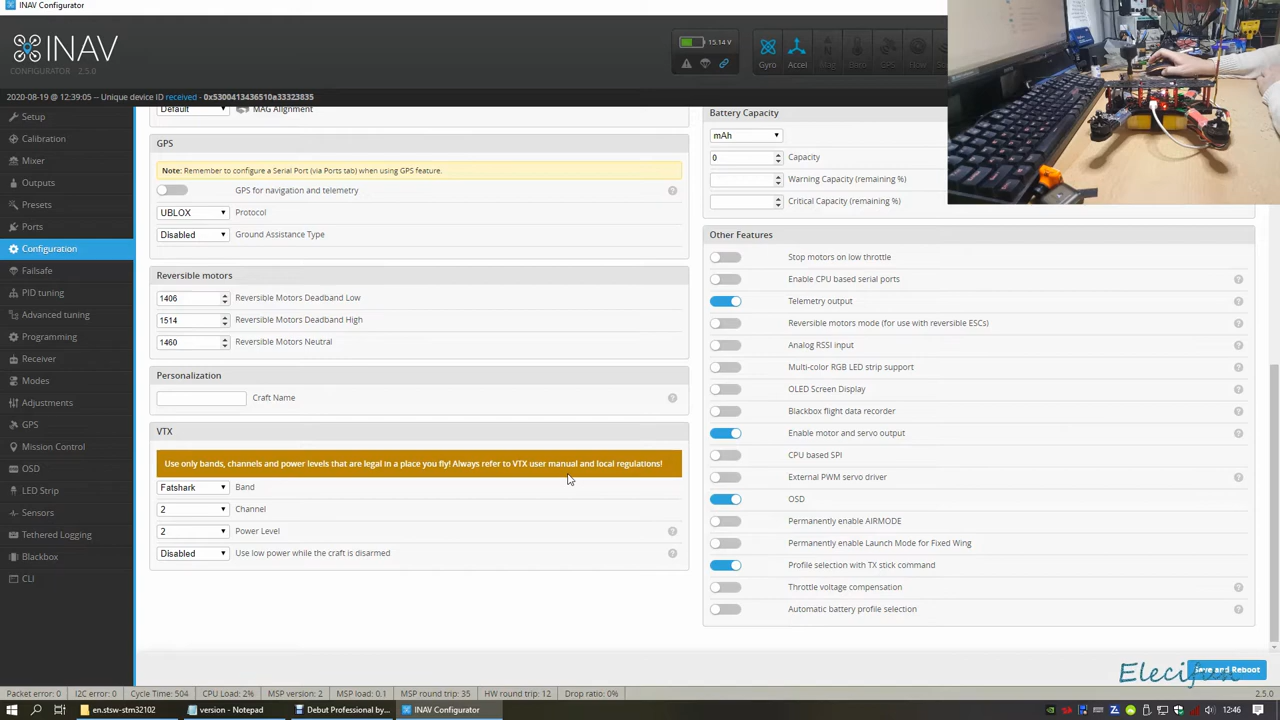 INAV Configurator
INAV
CONFIGURATOR 2.5.0
15.14 V
Gyro
Accel
Mag
Baro
GPS
Flow
2020-08-19 @ 12:39:05 -- Unique device ID received - 0x5300413436510a33323835
Setup
Calibration
Mixer
Outputs
Presets
Ports
Configuration
Failsafe
PID tuning
Advanced tuning
Programming
Receiver
Modes
Adjustments
GPS
Mission Control
OSD
LED Strip
Sensors
Tethered Logging
Blackbox
CLI
Default MAG Alignment
GPS
Note: Remember to configure a Serial Port (via Ports tab) when using GPS feature.
GPS for navigation and telemetry
UBLOX Protocol
Disabled Ground Assistance Type
Reversible motors
1406 Reversible Motors Deadband Low
1514 Reversible Motors Deadband High
1460 Reversible Motors Neutral
Personalization
Craft Name
VTX
Use only bands, channels and power levels that are legal in a place you fly! Always refer to VTX user manual and local regulations!
Fatshark Band
2 Channel
2 Power Level
Disabled Use low power while the craft is disarmed
Battery Capacity
mAh
0 Capacity
Warning Capacity (remaining %)
Critical Capacity (remaining %)
Other Features
Stop motors on low throttle
Enable CPU based serial ports
Telemetry output
Reversible motors mode (for use with reversible ESCs)
Analog RSSI input
Multi-color RGB LED strip support
OLED Screen Display
Blackbox flight data recorder
Enable motor and servo output
CPU based SPI
External PWM servo driver
OSD
Permanently enable AIRMODE
Permanently enable Launch Mode for Fixed Wing
Profile selection with TX stick command
Throttle voltage compensation
Automatic battery profile selection
Save and Reboot
Packet error: 0 I2C error: 0 Cycle Time: 504 CPU Load: 2% MSP version: 2 MSP load: 0.1 MSP round trip: 35 HW round trip: 12 Drop ratio: 0% 2.5.0
en.stsw-stm32102 version - Notepad Debut Professional by... INAV Configurator 12:46